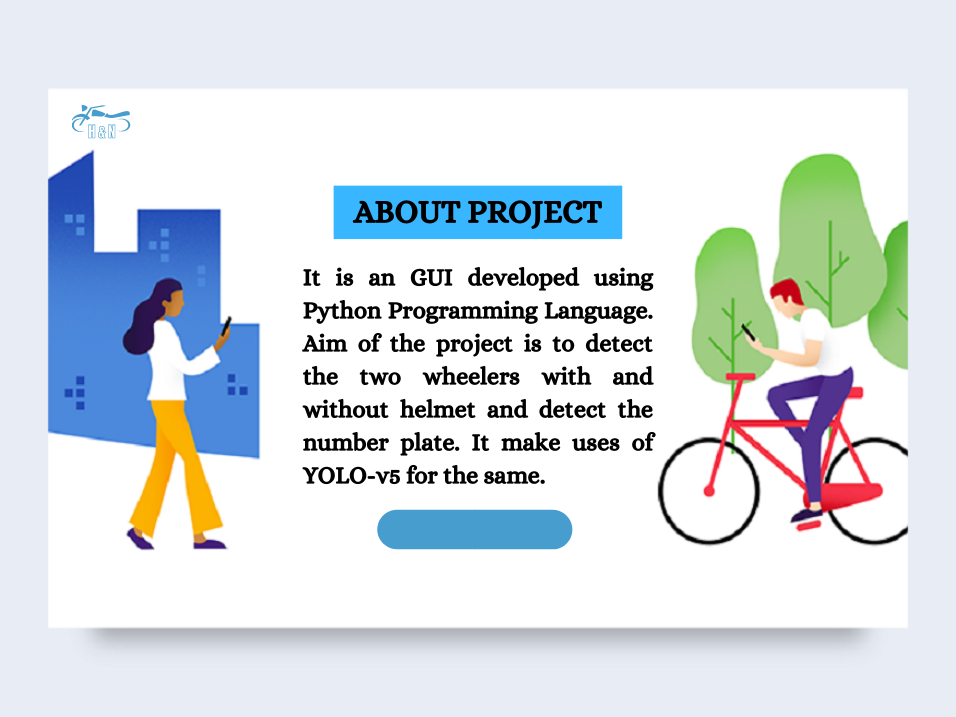 H&N
ABOUT PROJECT
It is an GUI developed using
Python Programming Language.
Aim of the project is to detect
the two wheelers with and
without helmet and detect the
number plate. It make uses of
YOLO-v5 for the same.